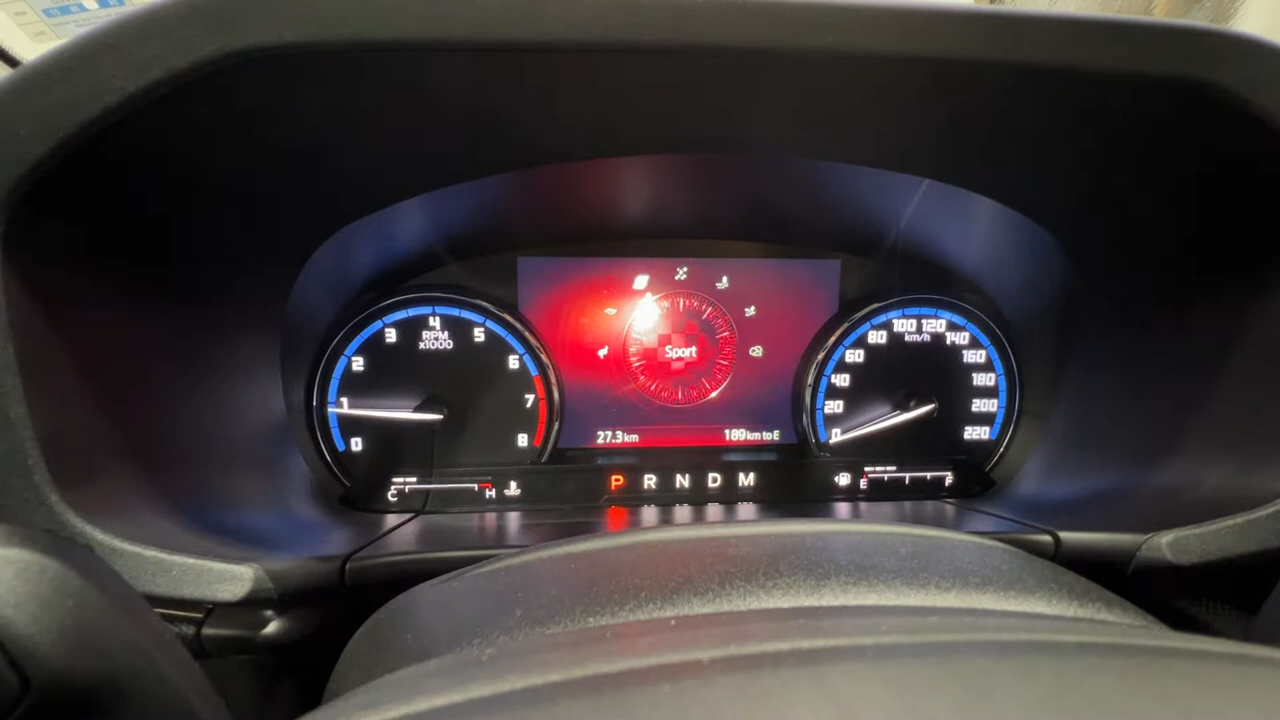 0 1 2 3 4 5 6 7 8
RPM
x1000
Sport
27.3 km
189 km to E
0 20 40 60 80 100 120 140 160 180 200 220
km/h
C H
P R N D M
E F